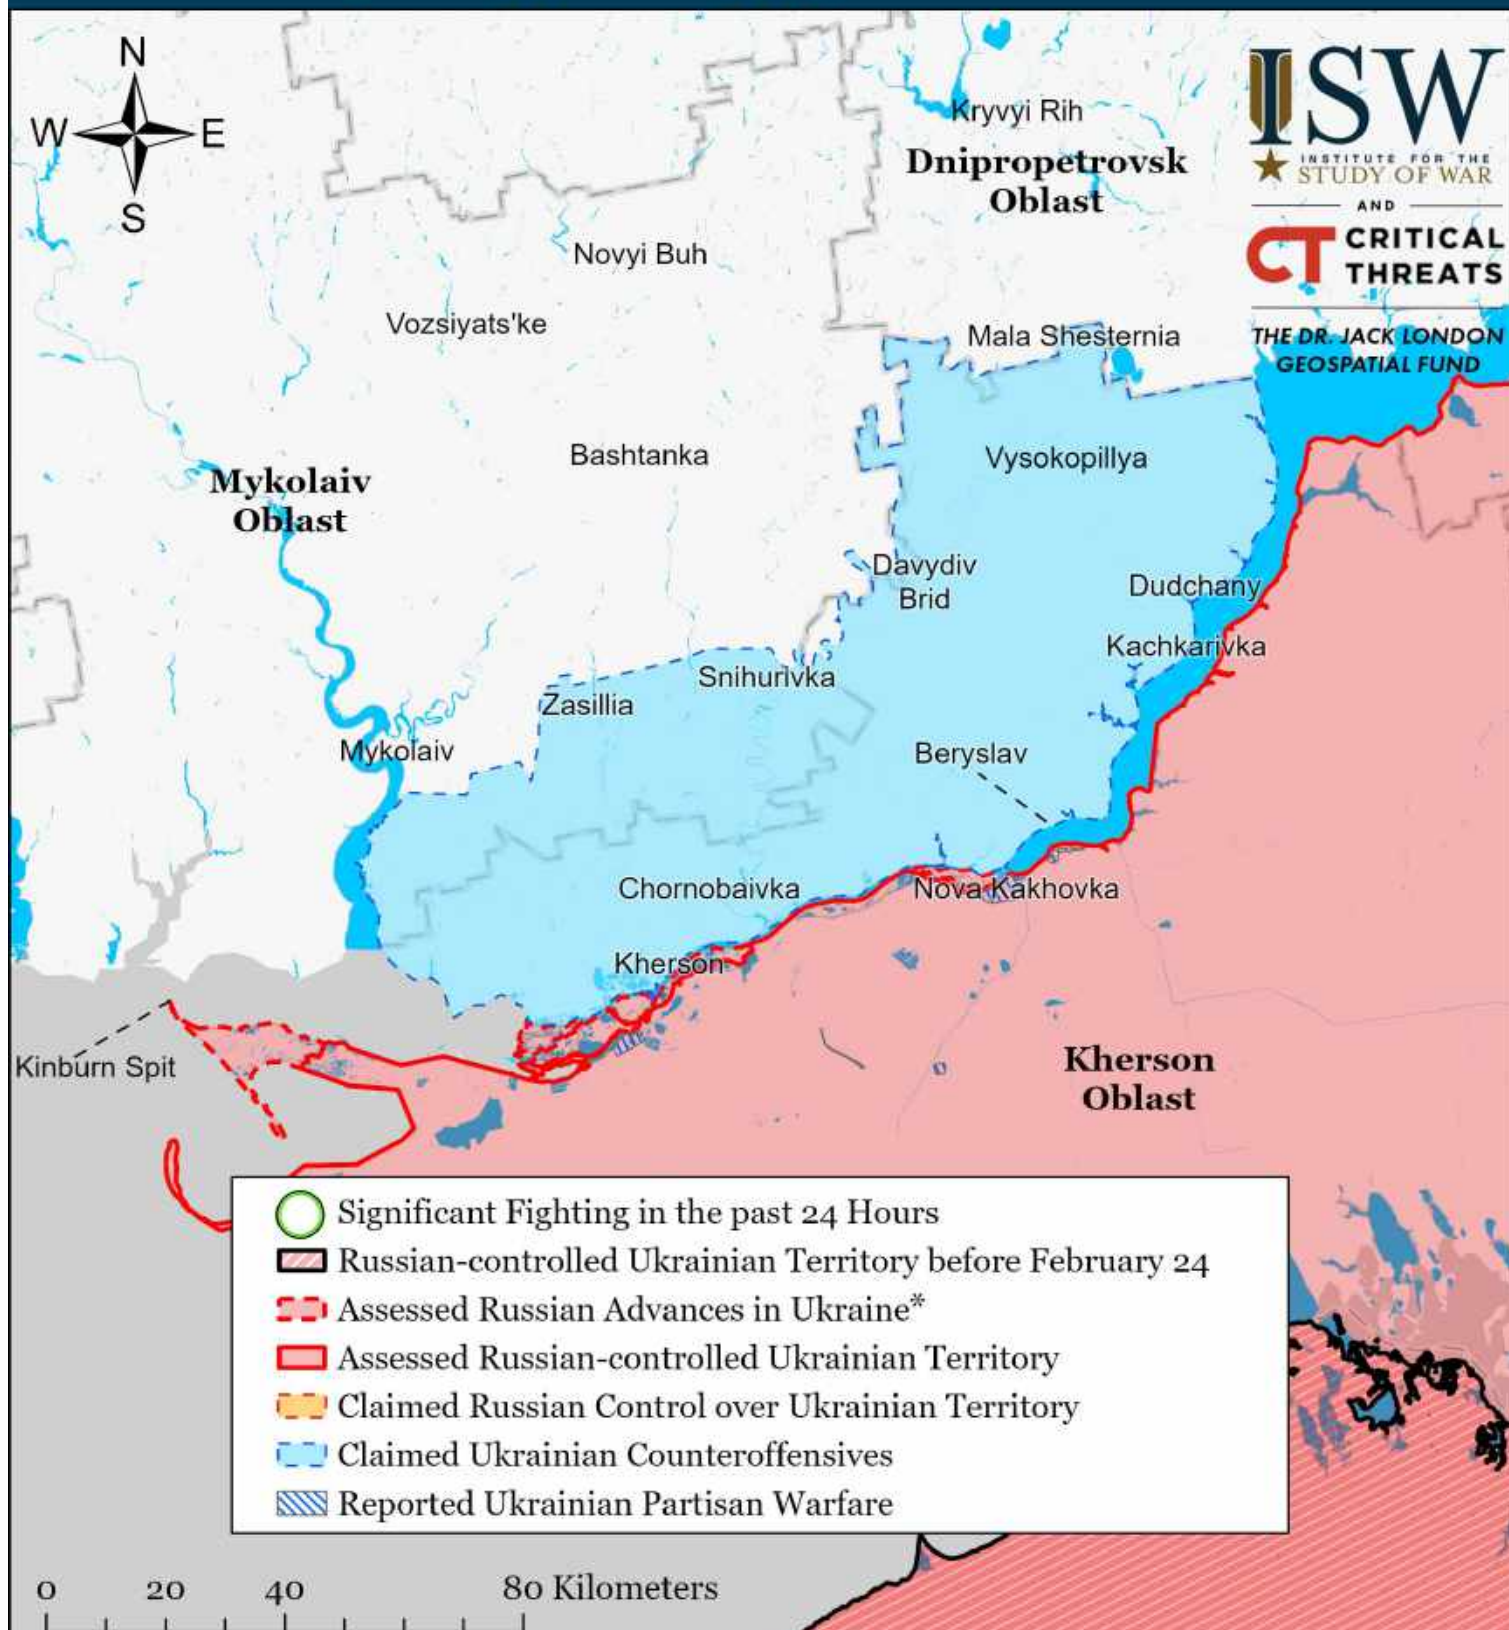 N
W E
S
ISW
INSTITUTE FOR THE
STUDY OF WAR
AND
CT CRITICAL
THREATS
THE DR. JACK LONDON
GEOSPATIAL FUND
Kryvyi Rih
Dnipropetrovsk
Oblast
Novyi Buh
Vozsiyats'ke
Mala Shesternia
Bashtanka
Vysokopillya
Mykolaiv
Oblast
Davydiv
Brid
Dudchany
Kachkarivka
Snihurivka
Zasillia
Mykolaiv
Beryslav
Chornobaivka
Nova Kakhovka
Kherson
Kinburn Spit
Kherson
Oblast
Significant Fighting in the past 24 Hours
Russian-controlled Ukrainian Territory before February 24
Assessed Russian Advances in Ukraine*
Assessed Russian-controlled Ukrainian Territory
Claimed Russian Control over Ukrainian Territory
Claimed Ukrainian Counteroffensives
Reported Ukrainian Partisan Warfare
0 20 40 80 Kilometers